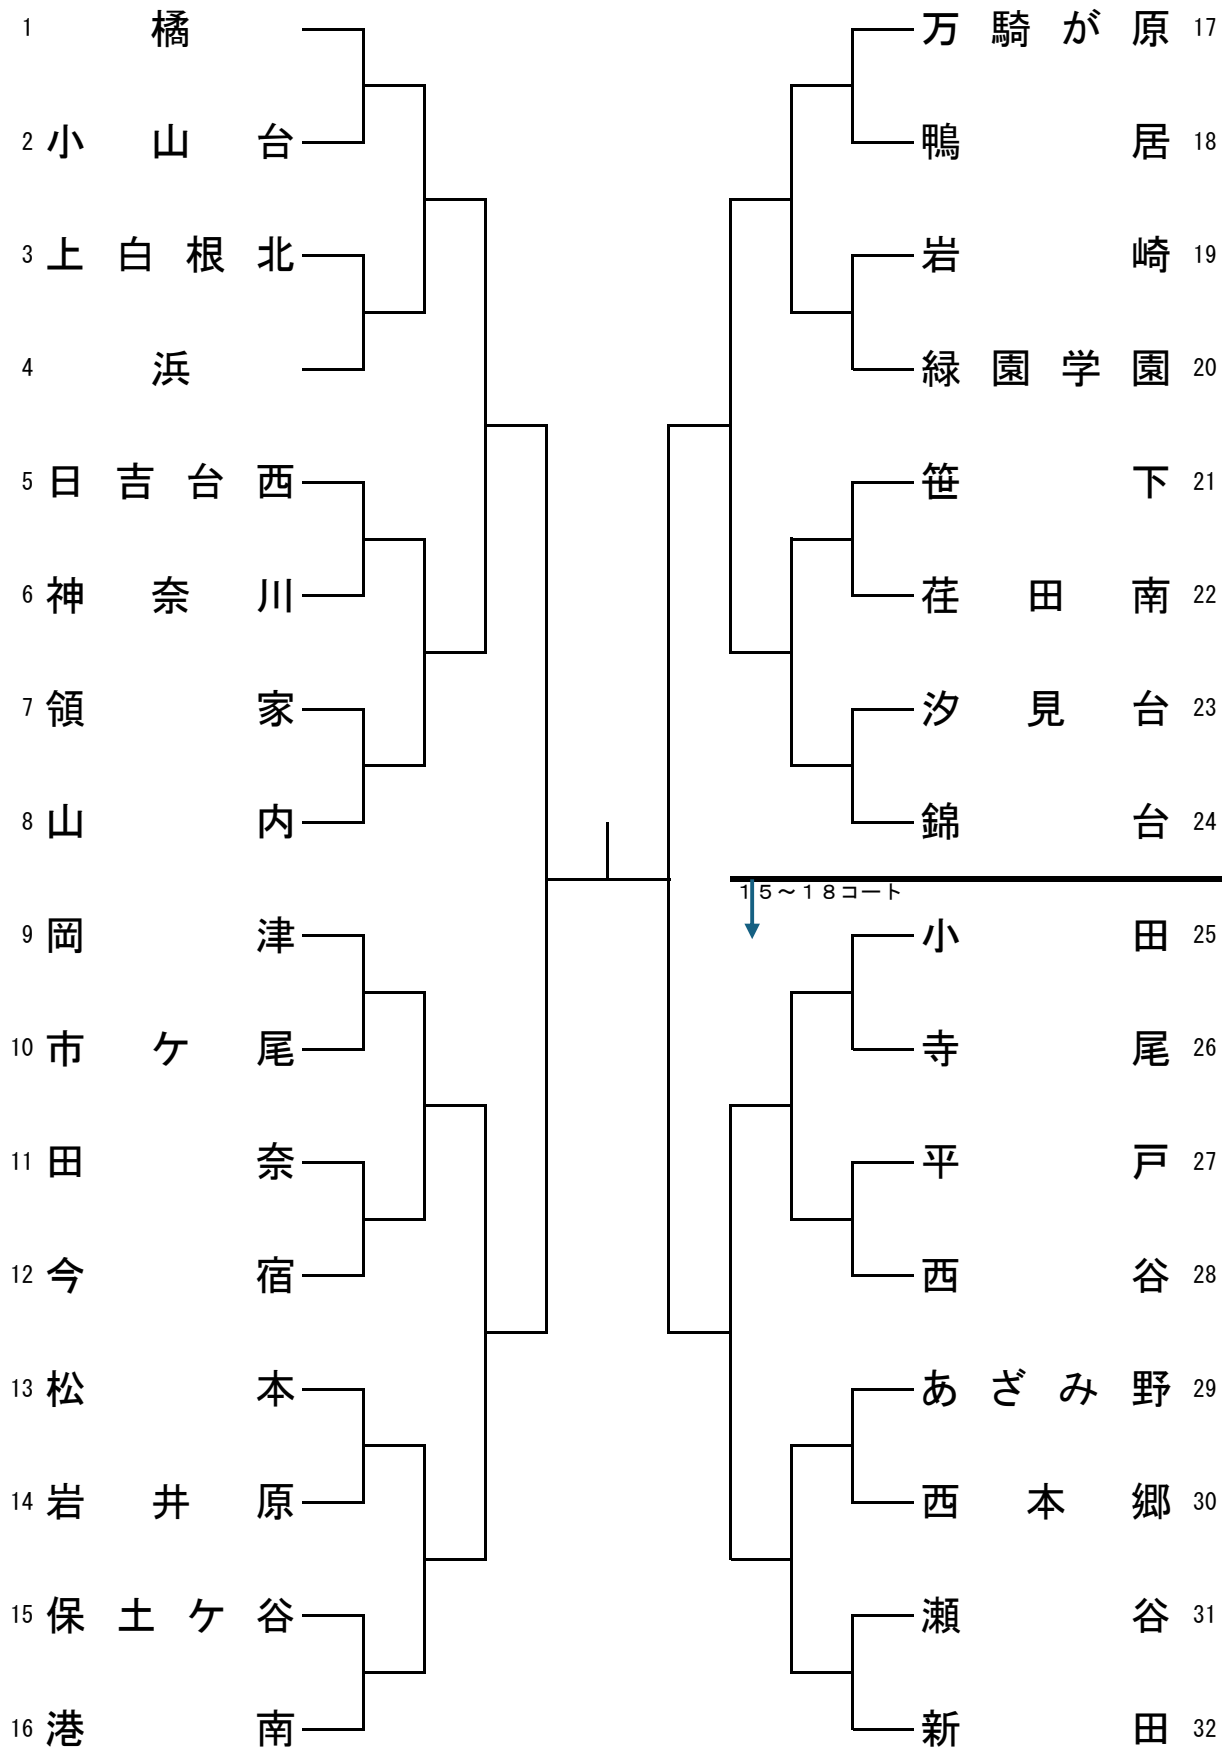 1 橘
2 小山台
3 上白根北
4 浜
5 日吉台西
6 神奈川
7 領家
8 山内
9 岡津
10 市ケ尾
11 田奈
12 今宿
13 松本
14 岩井原
15 保土ケ谷
16 港南
万騎が原 17
鴨居 18
岩崎 19
緑園学園 20
笹下 21
荏田南 22
汐見台 23
錦台 24
15～18コート
小田 25
寺尾 26
平戸 27
西谷 28
あざみ野 29
西本郷 30
瀬谷 31
新田 32